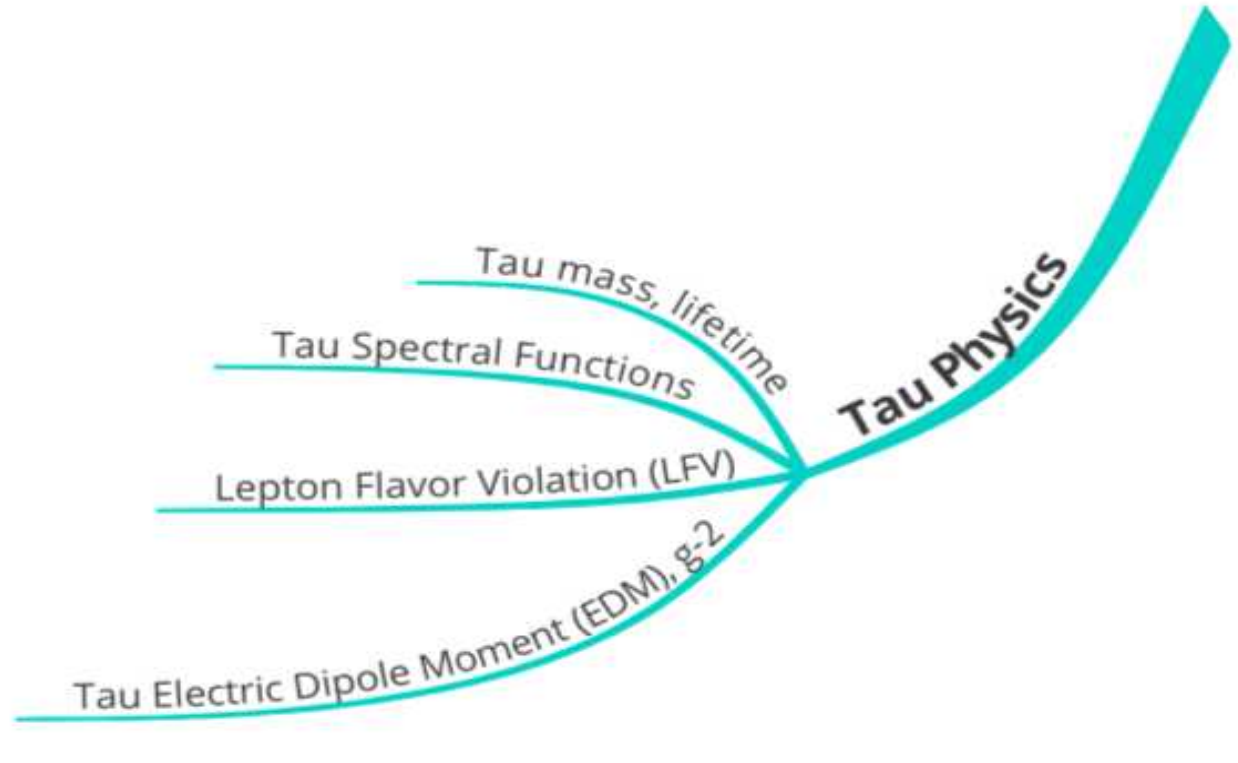 Tau Physics
Tau mass, lifetime
Tau Spectral Functions
Lepton Flavor Violation (LFV)
Tau Electric Dipole Moment (EDM), g-2